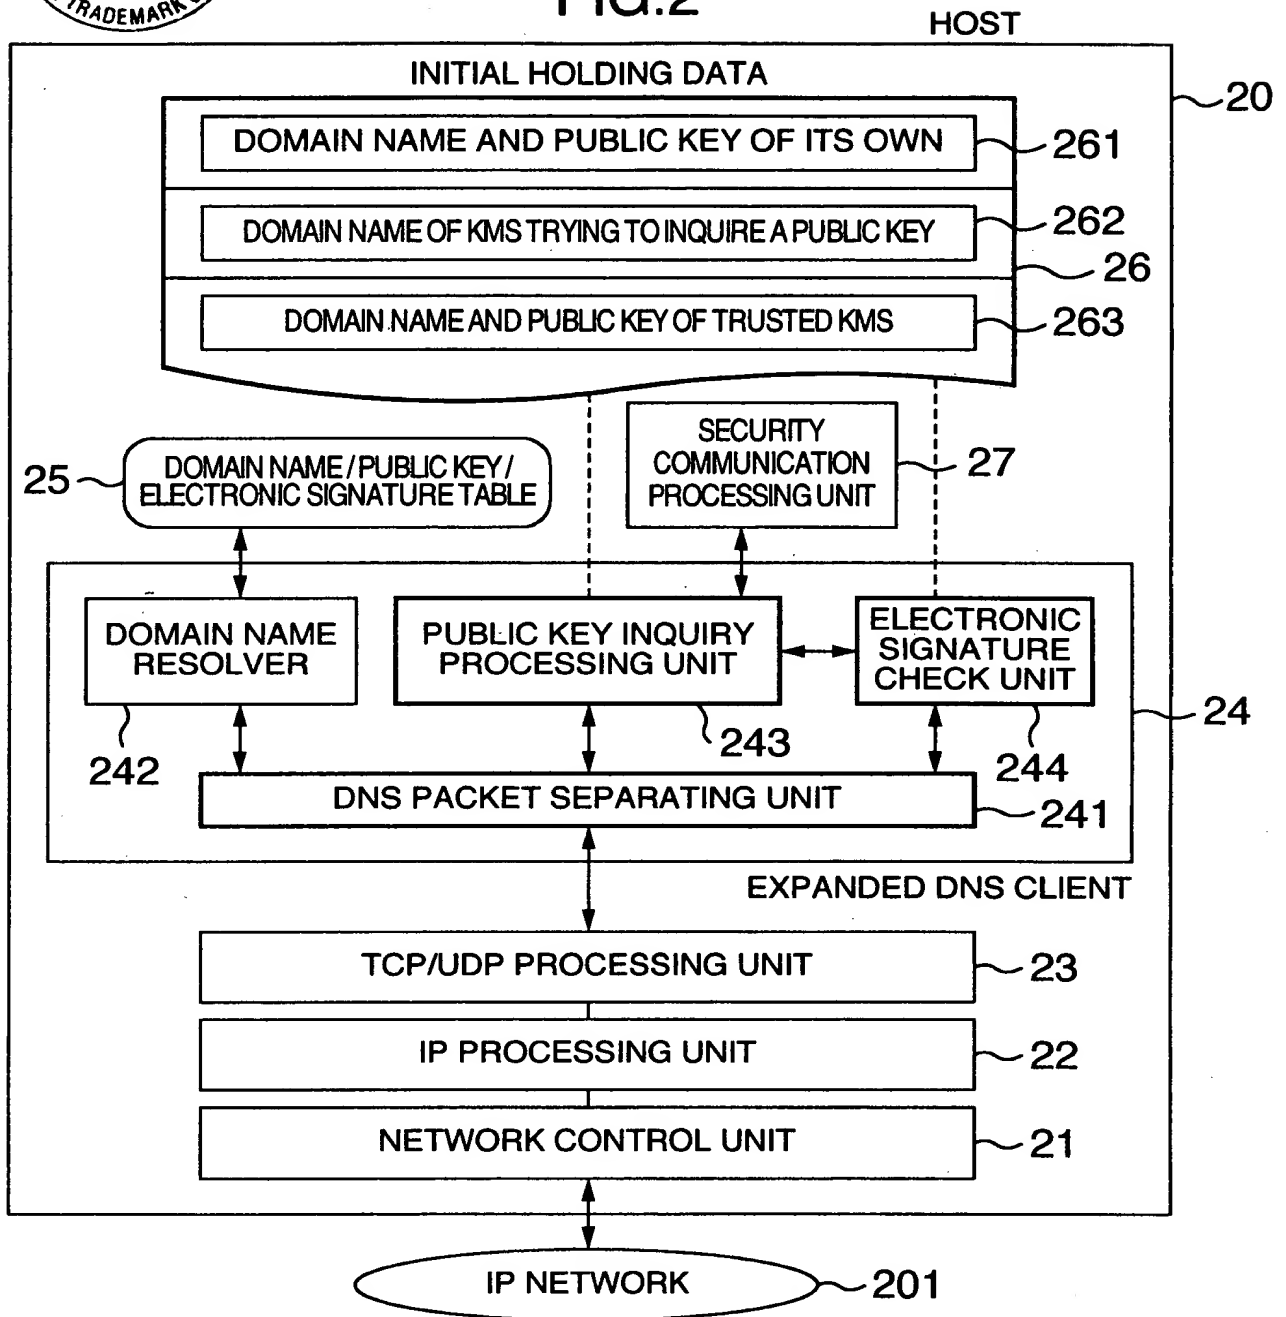 TRADEMARK
FIG.2
HOST
INITIAL HOLDING DATA
20
DOMAIN NAME AND PUBLIC KEY OF ITS OWN
261
DOMAIN NAME OF KMS TRYING TO INQUIRE A PUBLIC KEY
262
26
DOMAIN NAME AND PUBLIC KEY OF TRUSTED KMS
263
25
DOMAIN NAME / PUBLIC KEY /
ELECTRONIC SIGNATURE TABLE
SECURITY
COMMUNICATION
PROCESSING UNIT
27
DOMAIN NAME
RESOLVER
242
PUBLIC KEY INQUIRY
PROCESSING UNIT
243
ELECTRONIC
SIGNATURE
CHECK UNIT
244
24
DNS PACKET SEPARATING UNIT
241
EXPANDED DNS CLIENT
TCP/UDP PROCESSING UNIT
23
IP PROCESSING UNIT
22
NETWORK CONTROL UNIT
21
IP NETWORK
201